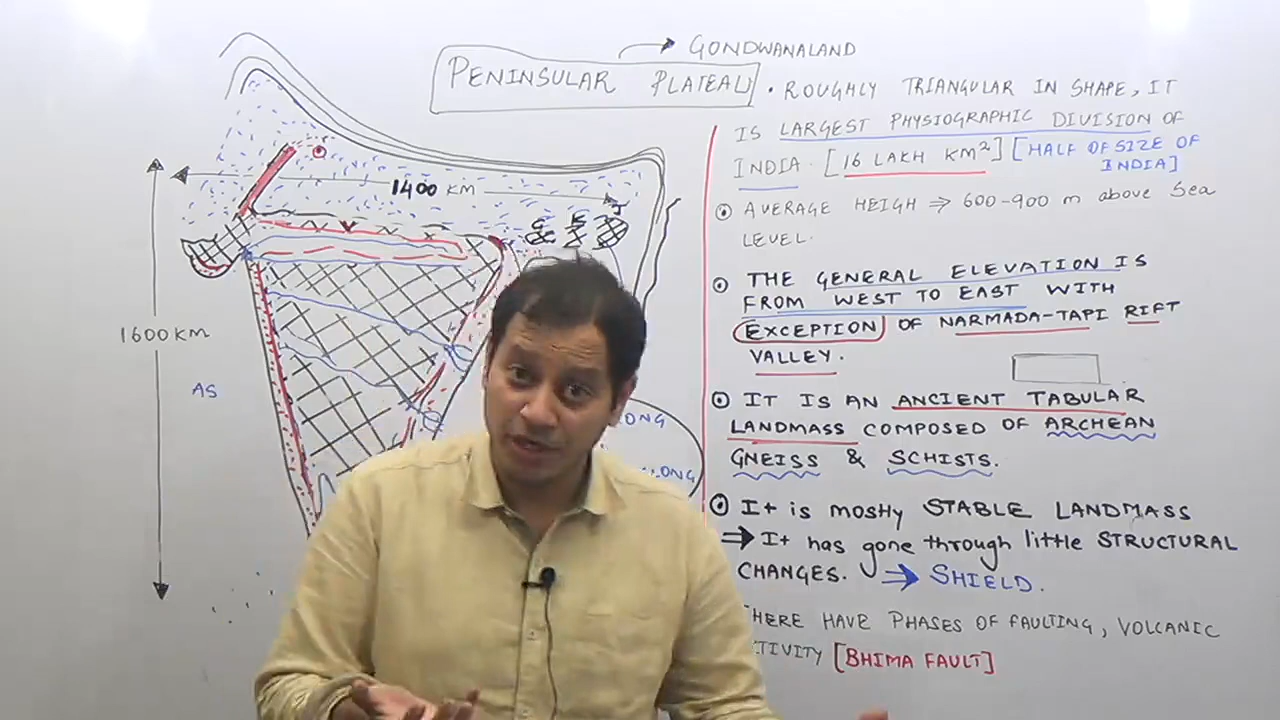 GONDWANALAND
PENINSULAR PLATEAU
• ROUGHLY TRIANGULAR IN SHAPE, IT
IS LARGEST PHYSIOGRAPHIC DIVISION OF
INDIA. [16 LAKH KM²] [HALF OF SIZE OF
INDIA]
AVERAGE HEIGH ⇒ 600-900 m above Sea
LEVEL.
THE GENERAL ELEVATION IS
FROM WEST TO EAST WITH
EXCEPTION OF NARMADA-TAPI RIFT
VALLEY.
IT IS AN ANCIENT TABULAR
LANDMASS COMPOSED OF ARCHEAN
GNEISS & SCHISTS.
It is mostly STABLE LANDMASS
⇒ It has gone through little STRUCTURAL
CHANGES. ⇒ SHIELD.
HERE HAVE PHASES OF FAULTING, VOLCANIC
TIVITY [BHIMA FAULT]
1400 KM
1600 KM
AS
LONG
LONG